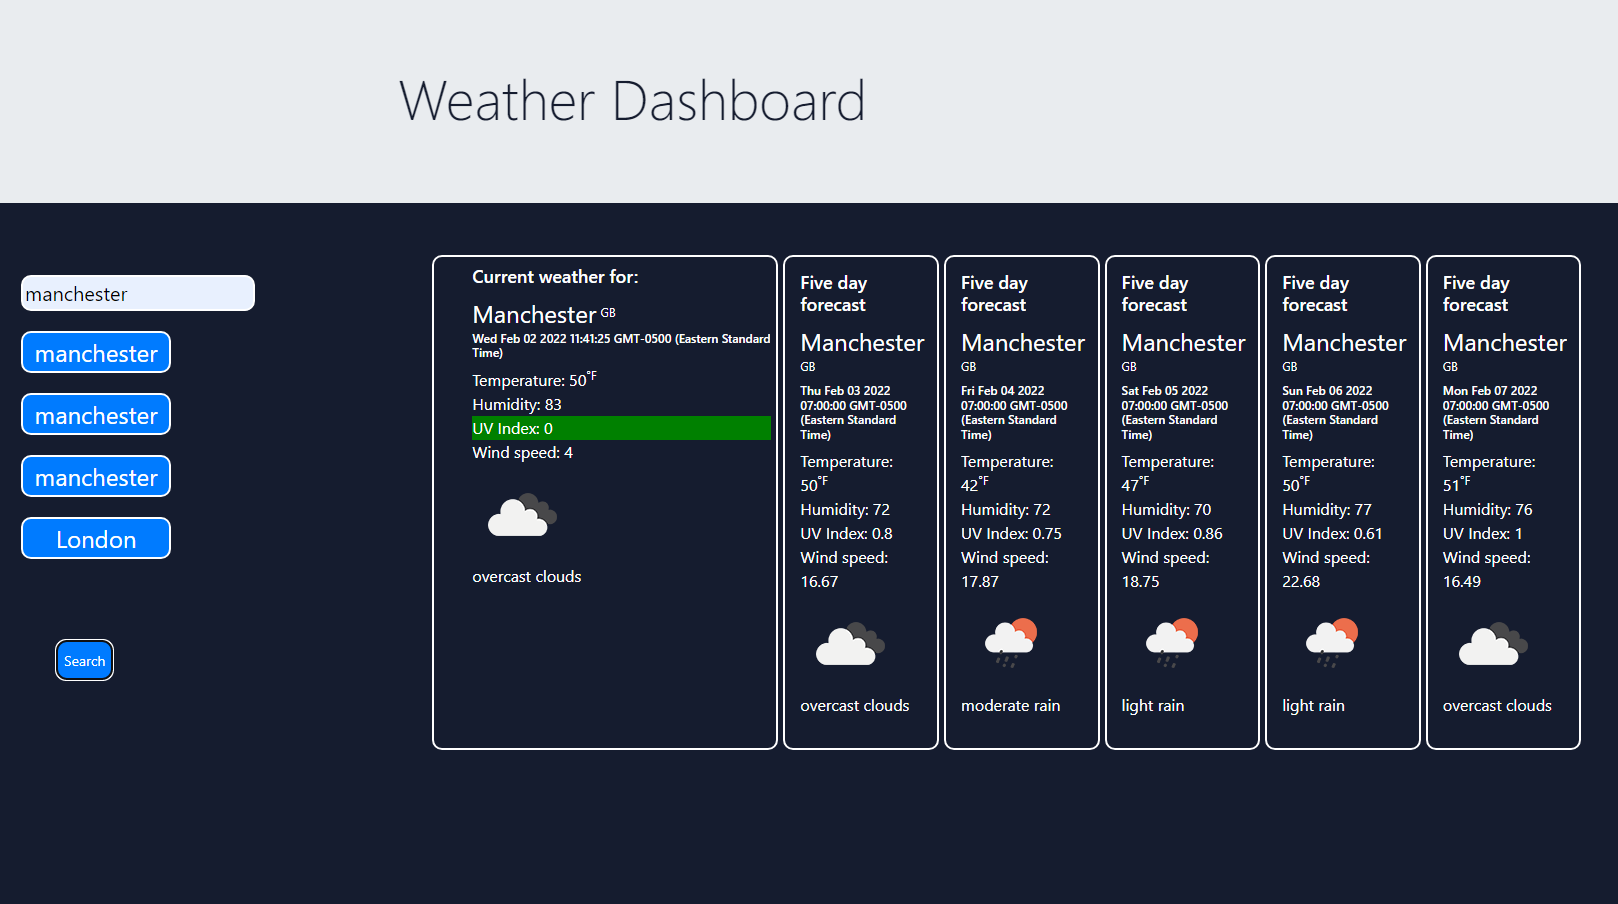 Weather Dashboard
manchester
manchester
manchester
manchester
London
Search
Current weather for:
Manchester GB
Wed Feb 02 2022 11:41:25 GMT-0500 (Eastern Standard
Time)
Temperature: 50°F
Humidity: 83
UV Index: 0
Wind speed: 4
overcast clouds
Five day
forecast
Manchester
GB
Thu Feb 03 2022
07:00:00 GMT-0500
(Eastern Standard
Time)
Temperature:
50°F
Humidity: 72
UV Index: 0.8
Wind speed:
16.67
overcast clouds
Five day
forecast
Manchester
GB
Fri Feb 04 2022
07:00:00 GMT-0500
(Eastern Standard
Time)
Temperature:
42°F
Humidity: 72
UV Index: 0.75
Wind speed:
17.87
moderate rain
Five day
forecast
Manchester
GB
Sat Feb 05 2022
07:00:00 GMT-0500
(Eastern Standard
Time)
Temperature:
47°F
Humidity: 70
UV Index: 0.86
Wind speed:
18.75
light rain
Five day
forecast
Manchester
GB
Sun Feb 06 2022
07:00:00 GMT-0500
(Eastern Standard
Time)
Temperature:
50°F
Humidity: 77
UV Index: 0.61
Wind speed:
22.68
light rain
Five day
forecast
Manchester
GB
Mon Feb 07 2022
07:00:00 GMT-0500
(Eastern Standard
Time)
Temperature:
51°F
Humidity: 76
UV Index: 1
Wind speed:
16.49
overcast clouds